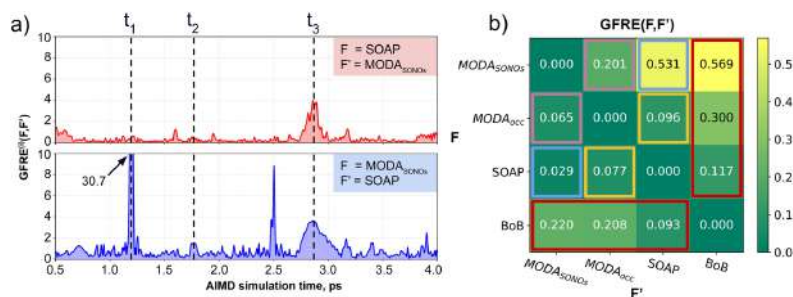 a)
t1 t2 t3
10
8
6
4
2
0
F = SOAP
F' = MODASONOs
GFRE(i)(F,F')
10
8
6
4
2
0
30.7
F = MODASONOs
F' = SOAP
0.5 1.0 1.5 2.0 2.5 3.0 3.5 4.0
AIMD simulation time, ps
b)
GFRE(F,F')
MODASONOs 0.000 0.201 0.531 0.569
MODAocc 0.065 0.000 0.096 0.300
F
SOAP 0.029 0.077 0.000 0.117
BoB 0.220 0.208 0.093 0.000
MODASONOs MODAocc SOAP BoB
F'
0.5
0.4
0.3
0.2
0.1
0.0